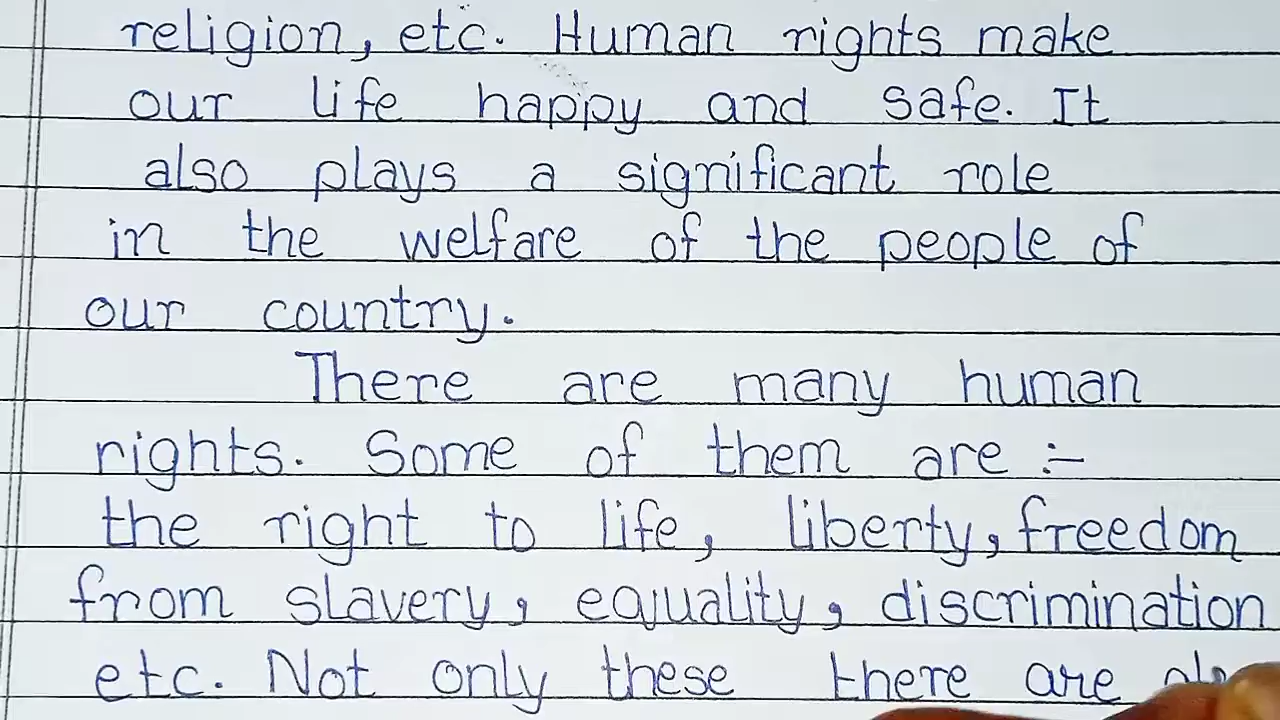 religion, etc. Human rights make
our life happy and safe. It
also plays a significant role
in the welfare of the people of
our country.
There are many human
rights. Some of them are :-
the right to life, liberty, freedom
from slavery, equality, discrimination
etc. Not only these there are